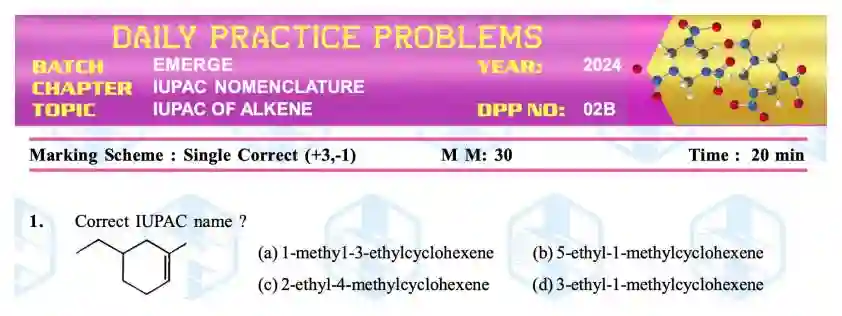 DAILY PRACTICE PROBLEMS
BATCH EMERGE YEAR: 2024
CHAPTER IUPAC NOMENCLATURE
TOPIC IUPAC OF ALKENE DPP NO: 02B
Marking Scheme : Single Correct (+3,-1) M M: 30 Time : 20 min
1. Correct IUPAC name ?
(a) 1-methy1-3-ethylcyclohexene (b) 5-ethyl-1-methylcyclohexene
(c) 2-ethyl-4-methylcyclohexene (d) 3-ethyl-1-methylcyclohexene